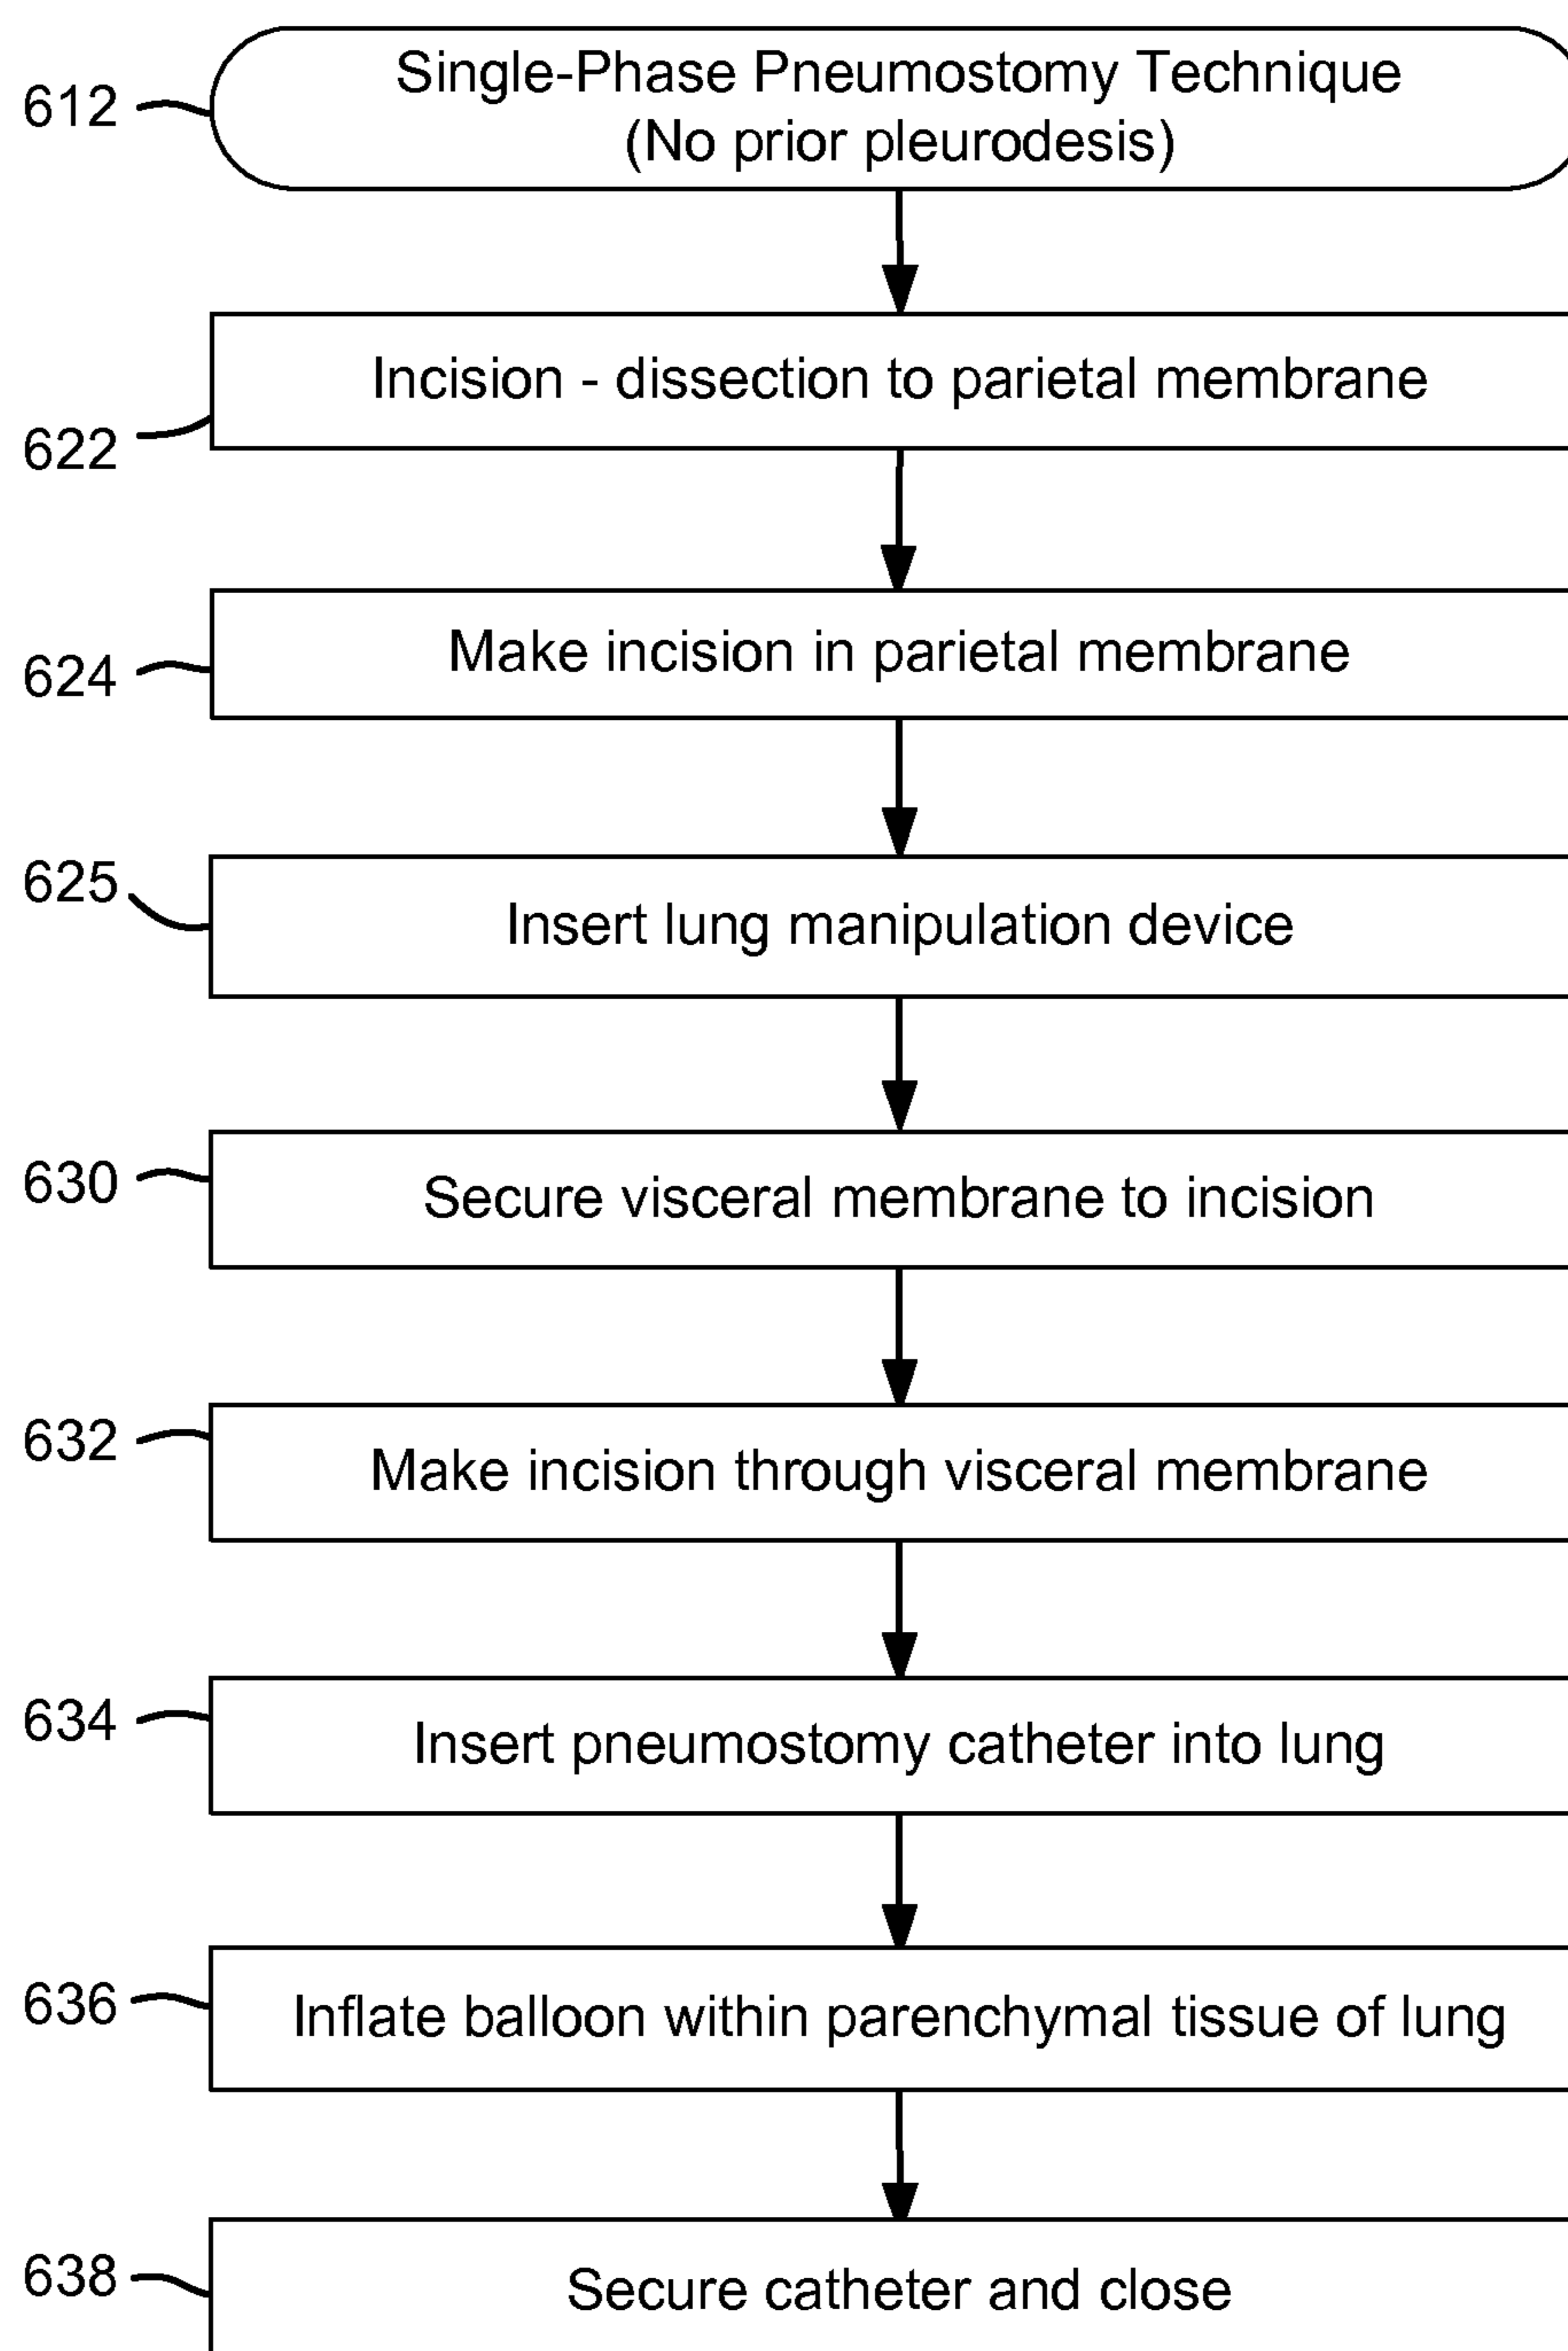 612
Single-Phase Pneumostomy Technique
(No prior pleurodesis)
Incision - dissection to parietal membrane
622
Make incision in parietal membrane
624
625
Insert lung manipulation device
630
Secure visceral membrane to incision
632
Make incision through visceral membrane
634
Insert pneumostomy catheter into lung
636
Inflate balloon within parenchymal tissue of lung
638
Secure catheter and close